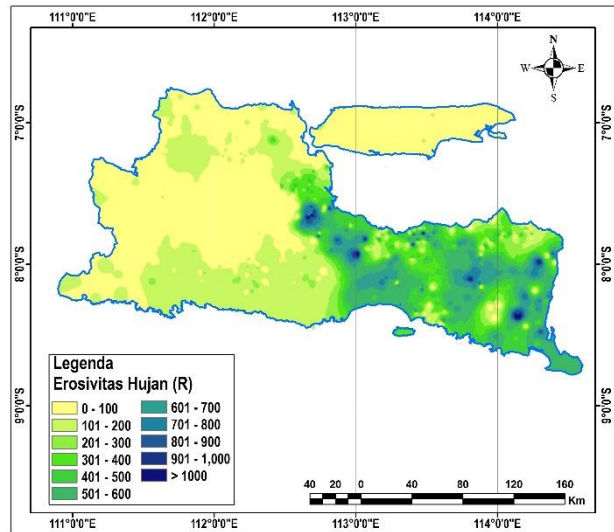 111°0'0"E 112°0'0"E 113°0'0"E 114°0'0"E
N
W E
S
7°0'0"S 7°0'0"S
8°0'0"S 8°0'0"S
9°0'0"S 9°0'0"S
Legenda
Erosivitas Hujan (R)
0 - 100 601 - 700
101 - 200 701 - 800
201 - 300 801 - 900
301 - 400 901 - 1,000
401 - 500 > 1000
501 - 600
40 20 0 40 80 120 160
Km
111°0'0"E 112°0'0"E 113°0'0"E 114°0'0"E